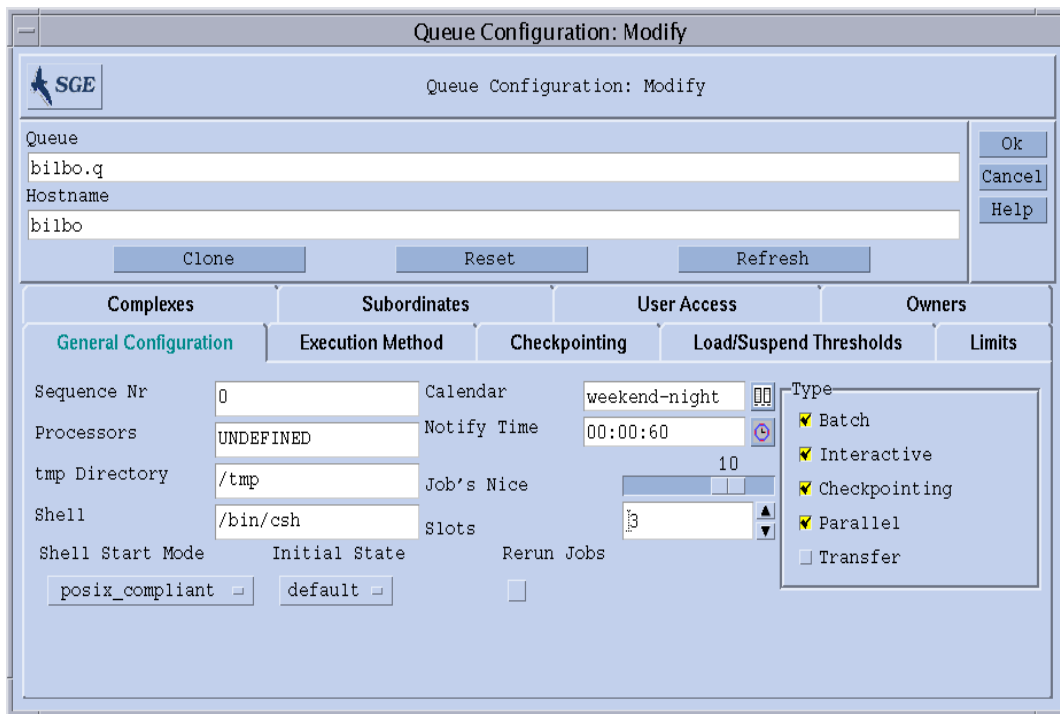 Queue Configuration: Modify
SGE
Queue Configuration: Modify
Queue
bilbo.q
Hostname
bilbo
Ok
Cancel
Help
Clone Reset Refresh
Complexes Subordinates User Access Owners
General Configuration Execution Method Checkpointing Load/Suspend Thresholds Limits
Sequence Nr 0
Processors UNDEFINED
tmp Directory /tmp
Shell /bin/csh
Shell Start Mode Initial State Rerun Jobs
posix_compliant default
Calendar weekend-night
Notify Time 00:00:60
Job's Nice 10
Slots 3
Type
Batch
Interactive
Checkpointing
Parallel
Transfer